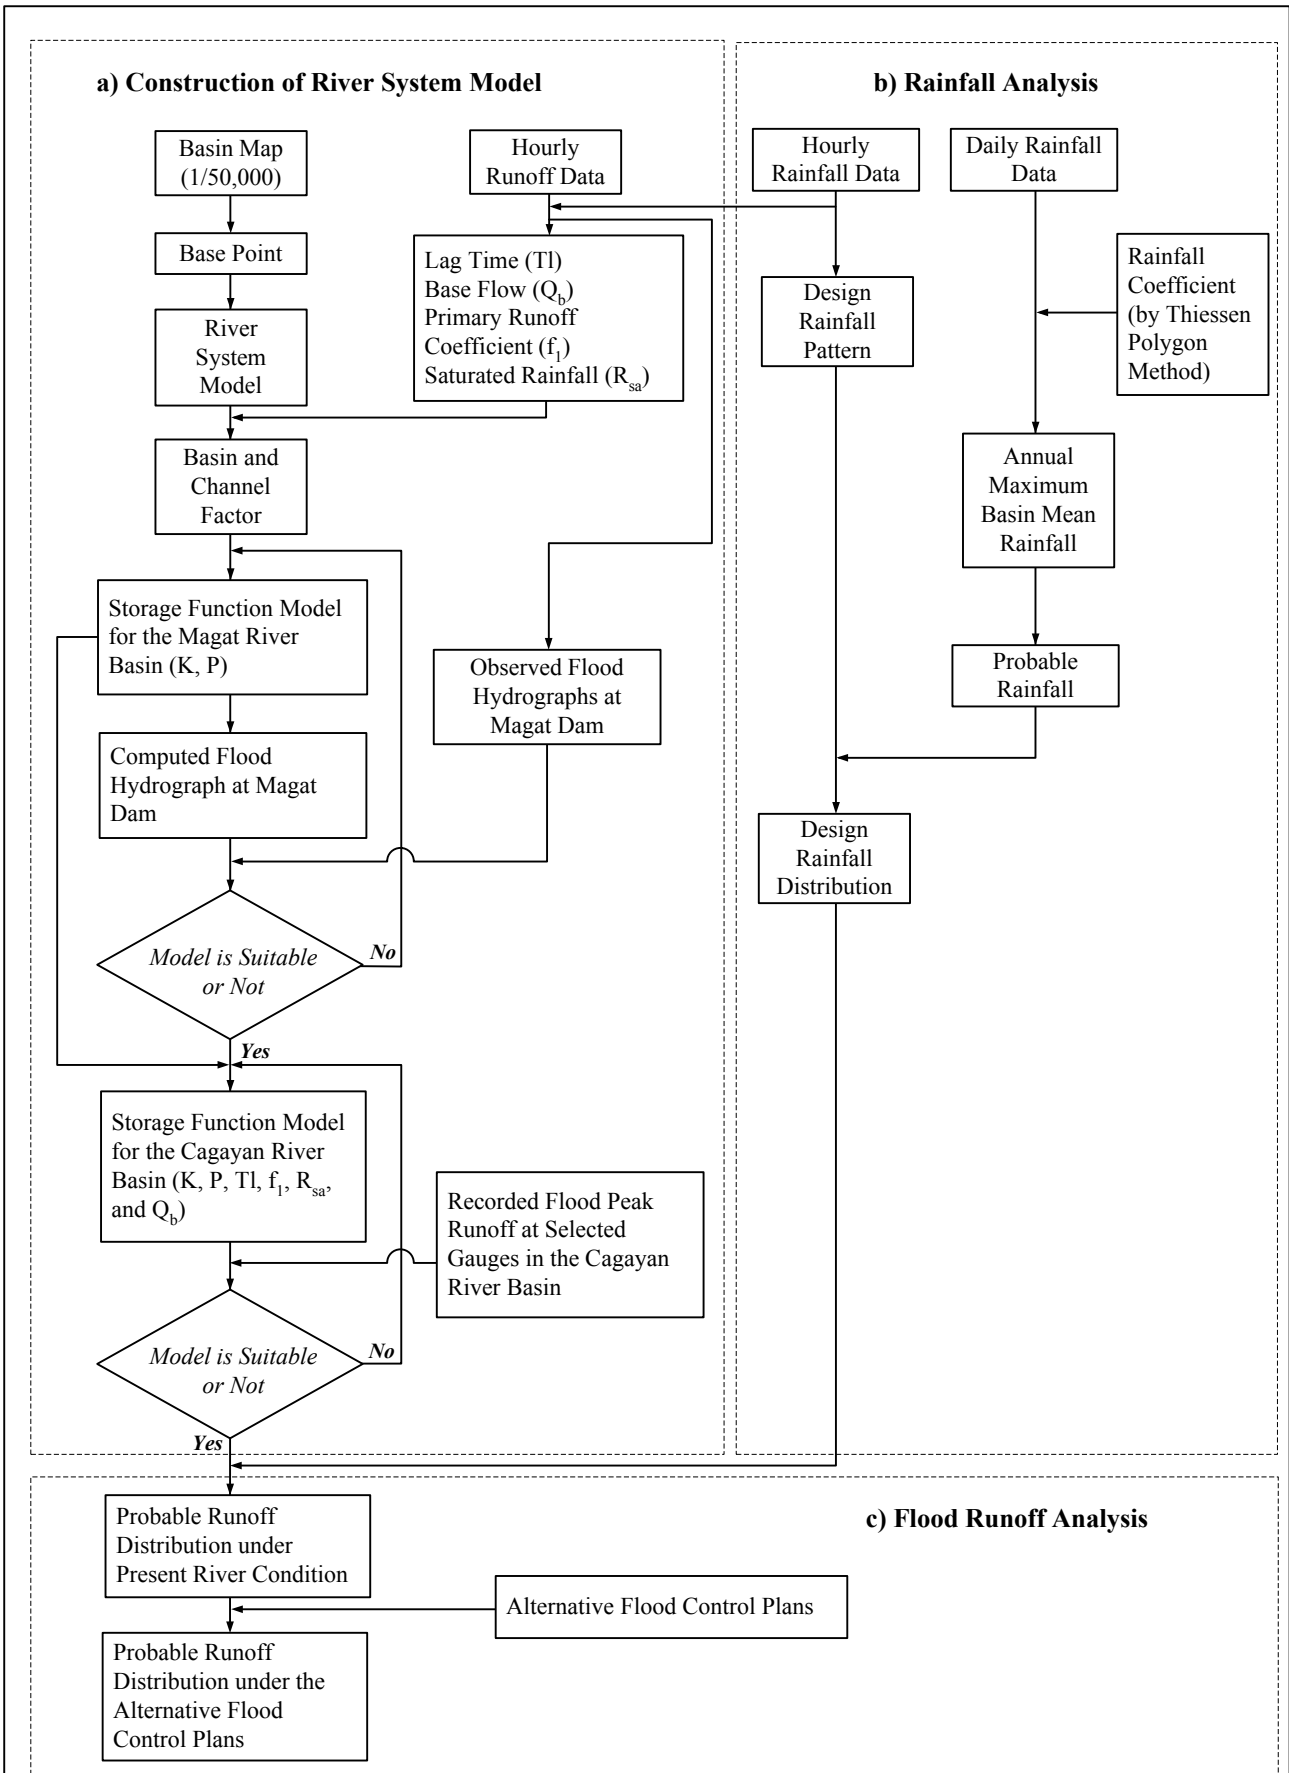 a) Construction of River System Model
Basin Map
(1/50,000)
Base Point
River
System
Model
Hourly
Runoff Data
Lag Time (Tl)
Base Flow (Q_b)
Primary Runoff
Coefficient (f_1)
Saturated Rainfall (R_sa)
Basin and
Channel
Factor
Storage Function Model
for the Magat River
Basin (K, P)
Computed Flood
Hydrograph at Magat
Dam
Observed Flood
Hydrographs at
Magat Dam
Model is Suitable
or Not
No
Yes
Storage Function Model
for the Cagayan River
Basin (K, P, Tl, f_1, R_sa,
and Q_b)
Recorded Flood Peak
Runoff at Selected
Gauges in the Cagayan
River Basin
Model is Suitable
or Not
No
Yes
b) Rainfall Analysis
Hourly
Rainfall Data
Daily Rainfall
Data
Design
Rainfall
Pattern
Rainfall
Coefficient
(by Thiessen
Polygon
Method)
Annual
Maximum
Basin Mean
Rainfall
Probable
Rainfall
Design
Rainfall
Distribution
c) Flood Runoff Analysis
Probable Runoff
Distribution under
Present River Condition
Alternative Flood Control Plans
Probable Runoff
Distribution under the
Alternative Flood
Control Plans